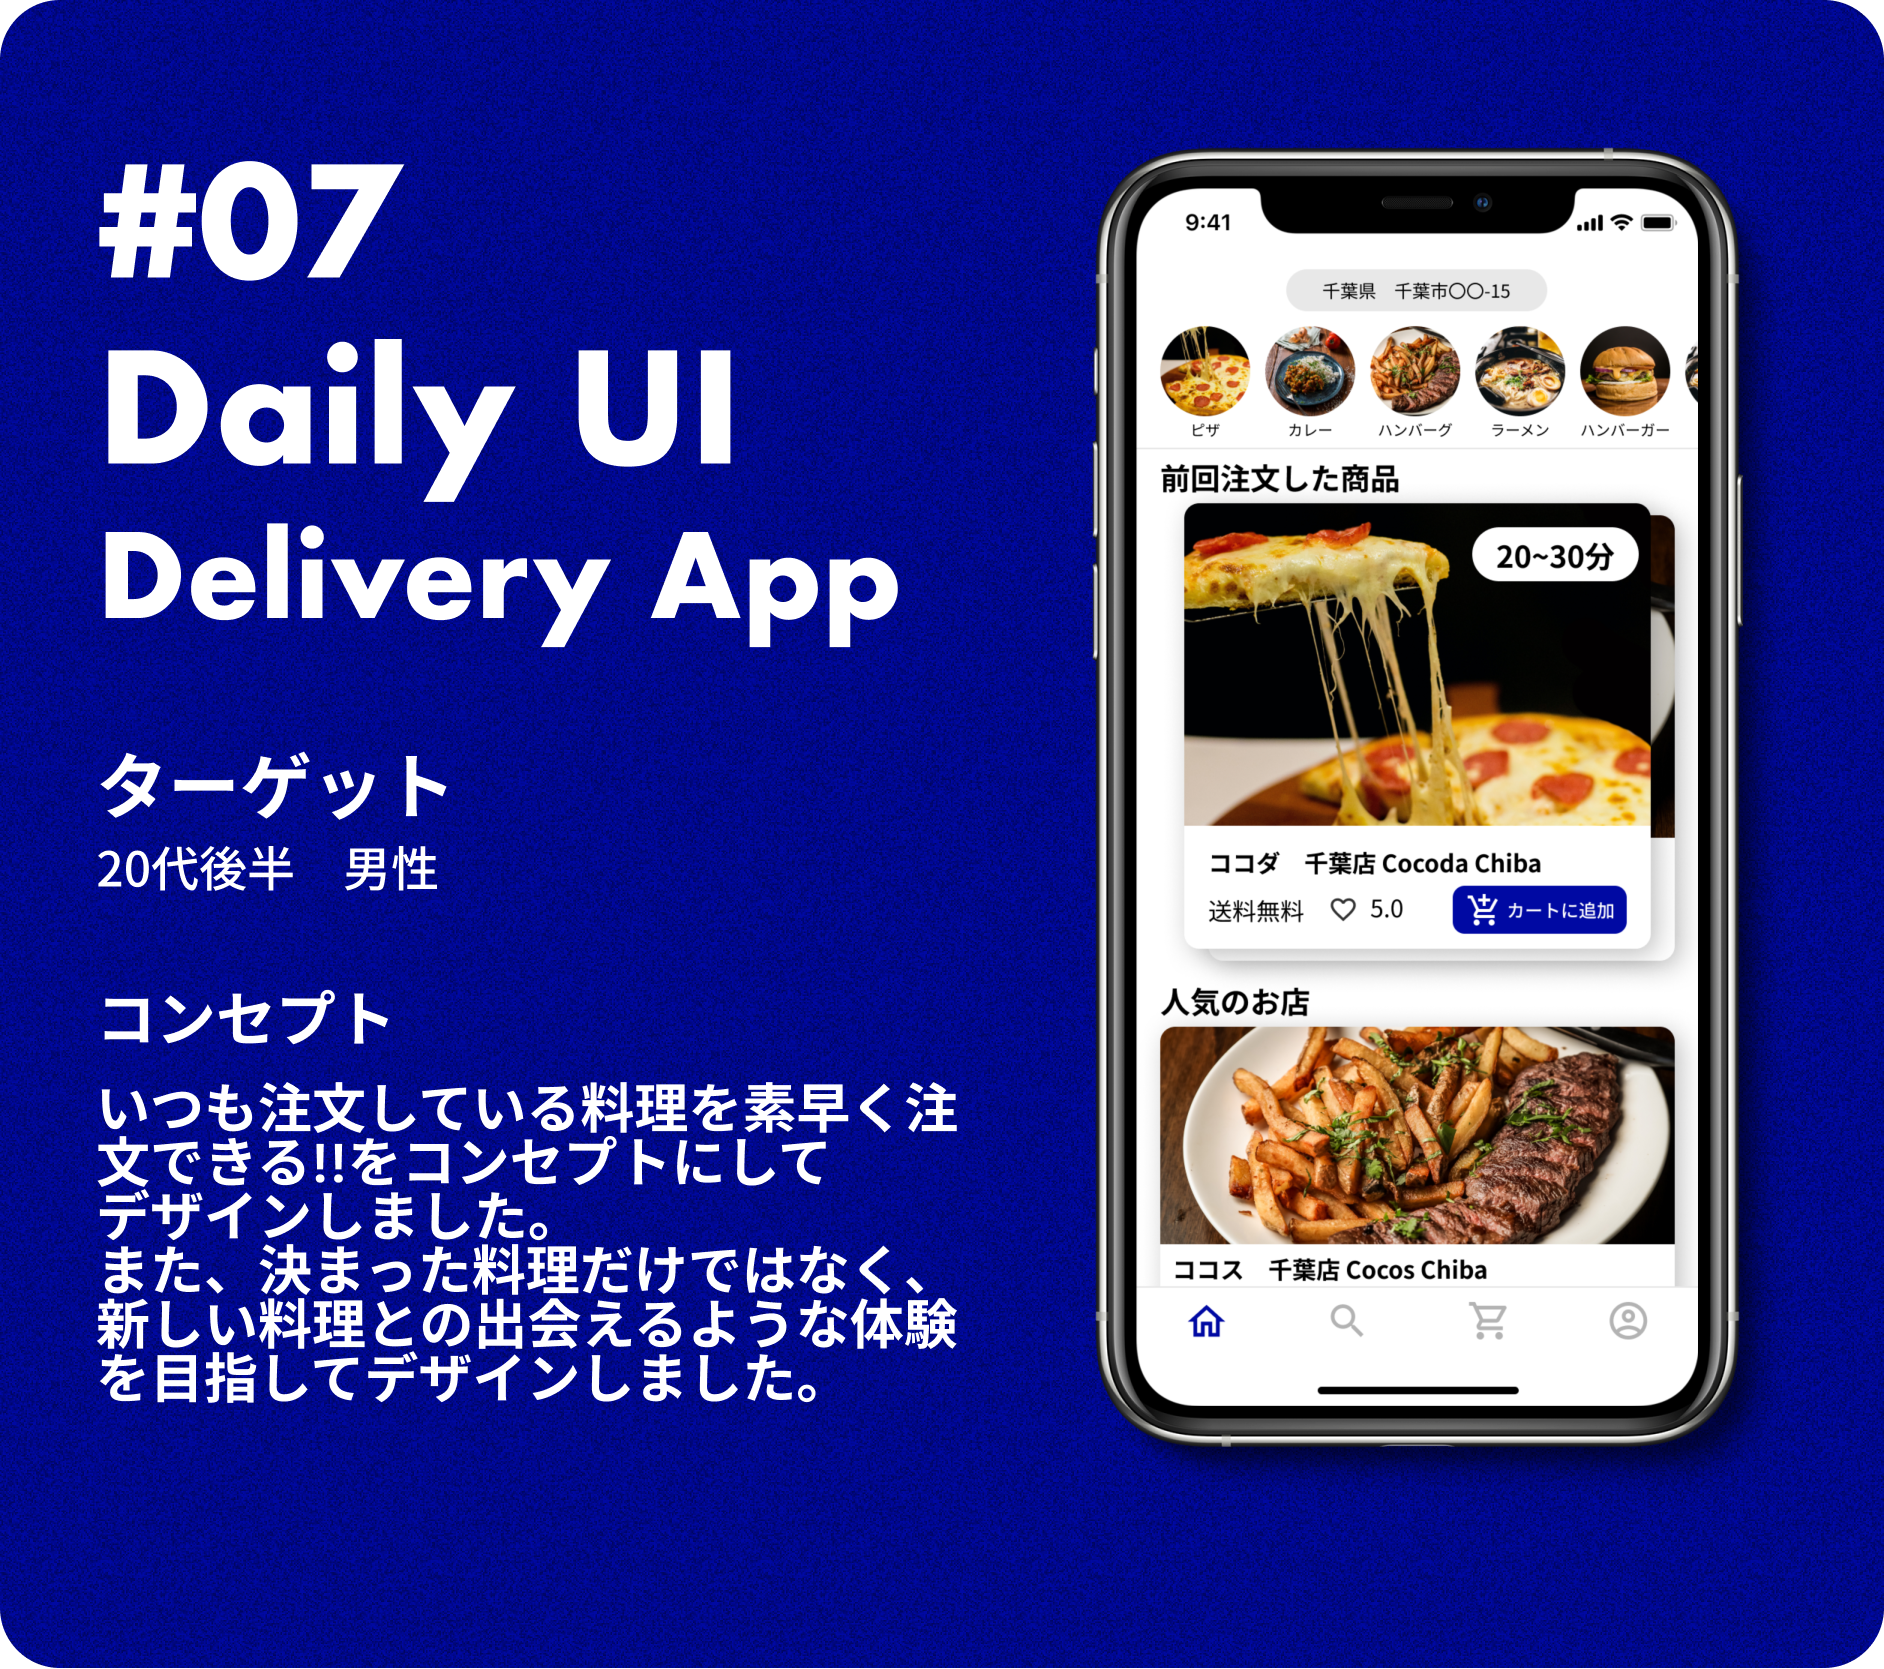 #07
Daily UI
Delivery App
ターゲット
20代後半　男性
コンセプト
いつも注文している料理を素早く注
文できる!!をコンセプトにして
デザインしました。
また、決まった料理だけではなく、
新しい料理との出会えるような体験
を目指してデザインしました。
9:41
千葉県　千葉市〇〇-15
ピザ
カレー
ハンバーグ
ラーメン
ハンバーガー
前回注文した商品
20~30分
ココダ　千葉店 Cocoda Chiba
送料無料
5.0
カートに追加
人気のお店
ココス　千葉店 Cocos Chiba